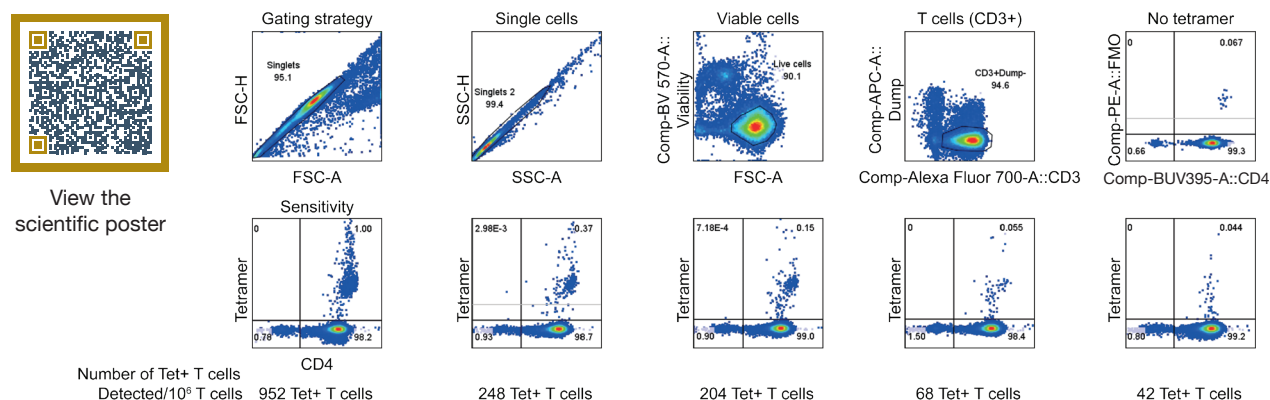 View the
scientific poster
Gating strategy
Singlets
95.1
FSC-H
FSC-A
Single cells
Singlets 2
99.4
SSC-H
SSC-A
Viable cells
Live cells
90.1
Comp-BV 570-A::
Viability
FSC-A
T cells (CD3+)
CD3+Dump-
94.6
Comp-APC-A::
Dump
Comp-Alexa Fluor 700-A::CD3
No tetramer
0
0.067
0.66
99.3
Comp-PE-A::FMO
Comp-BUV395-A::CD4
Sensitivity
0
1.00
0.78
98.2
Tetramer
CD4
2.98E-3
0.37
0.93
98.7
Tetramer
7.18E-4
0.15
0.90
99.0
Tetramer
0
0.055
1.50
98.4
Tetramer
0
0.044
0.80
99.2
Tetramer
Number of Tet+ T cells
Detected/10⁶ T cells
952 Tet+ T cells
248 Tet+ T cells
204 Tet+ T cells
68 Tet+ T cells
42 Tet+ T cells